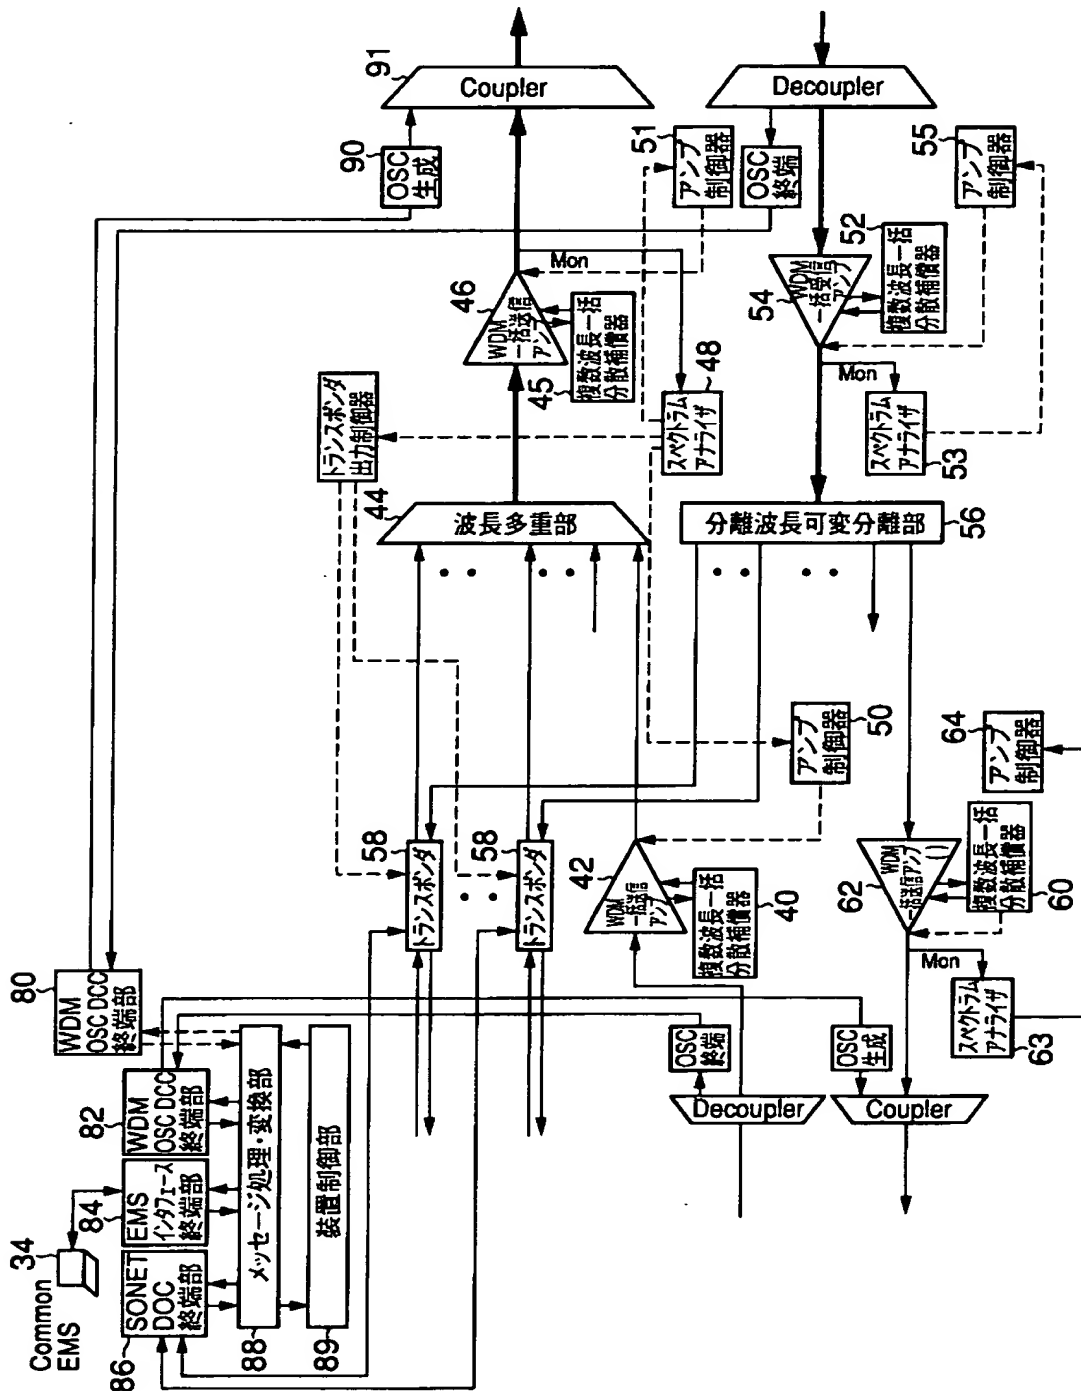 Common
EMS
34
86
SONET
DOC
終端部
84
EMS
インタフェース
終端部
82
WDM
OSC DCC
終端部
80
WDM
OSC DCC
終端部
88
メッセージ処理・変換部
89
装置制御部
トランスポンダ
出力制御器
58
トランスポンダ
58
トランスポンダ
42
WDM
一括送信
アンプ
40
複数波長一括
分散補償器
50
アンプ
制御器
44
波長多重部
46
WDM
一括送信
アンプ
45
複数波長一括
分散補償器
Mon
48
スペクトラム
アナライザ
51
アンプ
制御器
90
OSC
生成
91
Coupler
Decoupler
OSC
終端
54
WDM
一括受信
アンプ
52
複数波長一括
分散補償器
55
アンプ
制御器
Mon
53
スペクトラム
アナライザ
56
分離波長可変分離部
62
WDM
一括送信アンプ
60
複数波長一括
分散補償器
64
アンプ
制御器
Mon
63
スペクトラム
アナライザ
OSC
終端
OSC
生成
Decoupler
Coupler